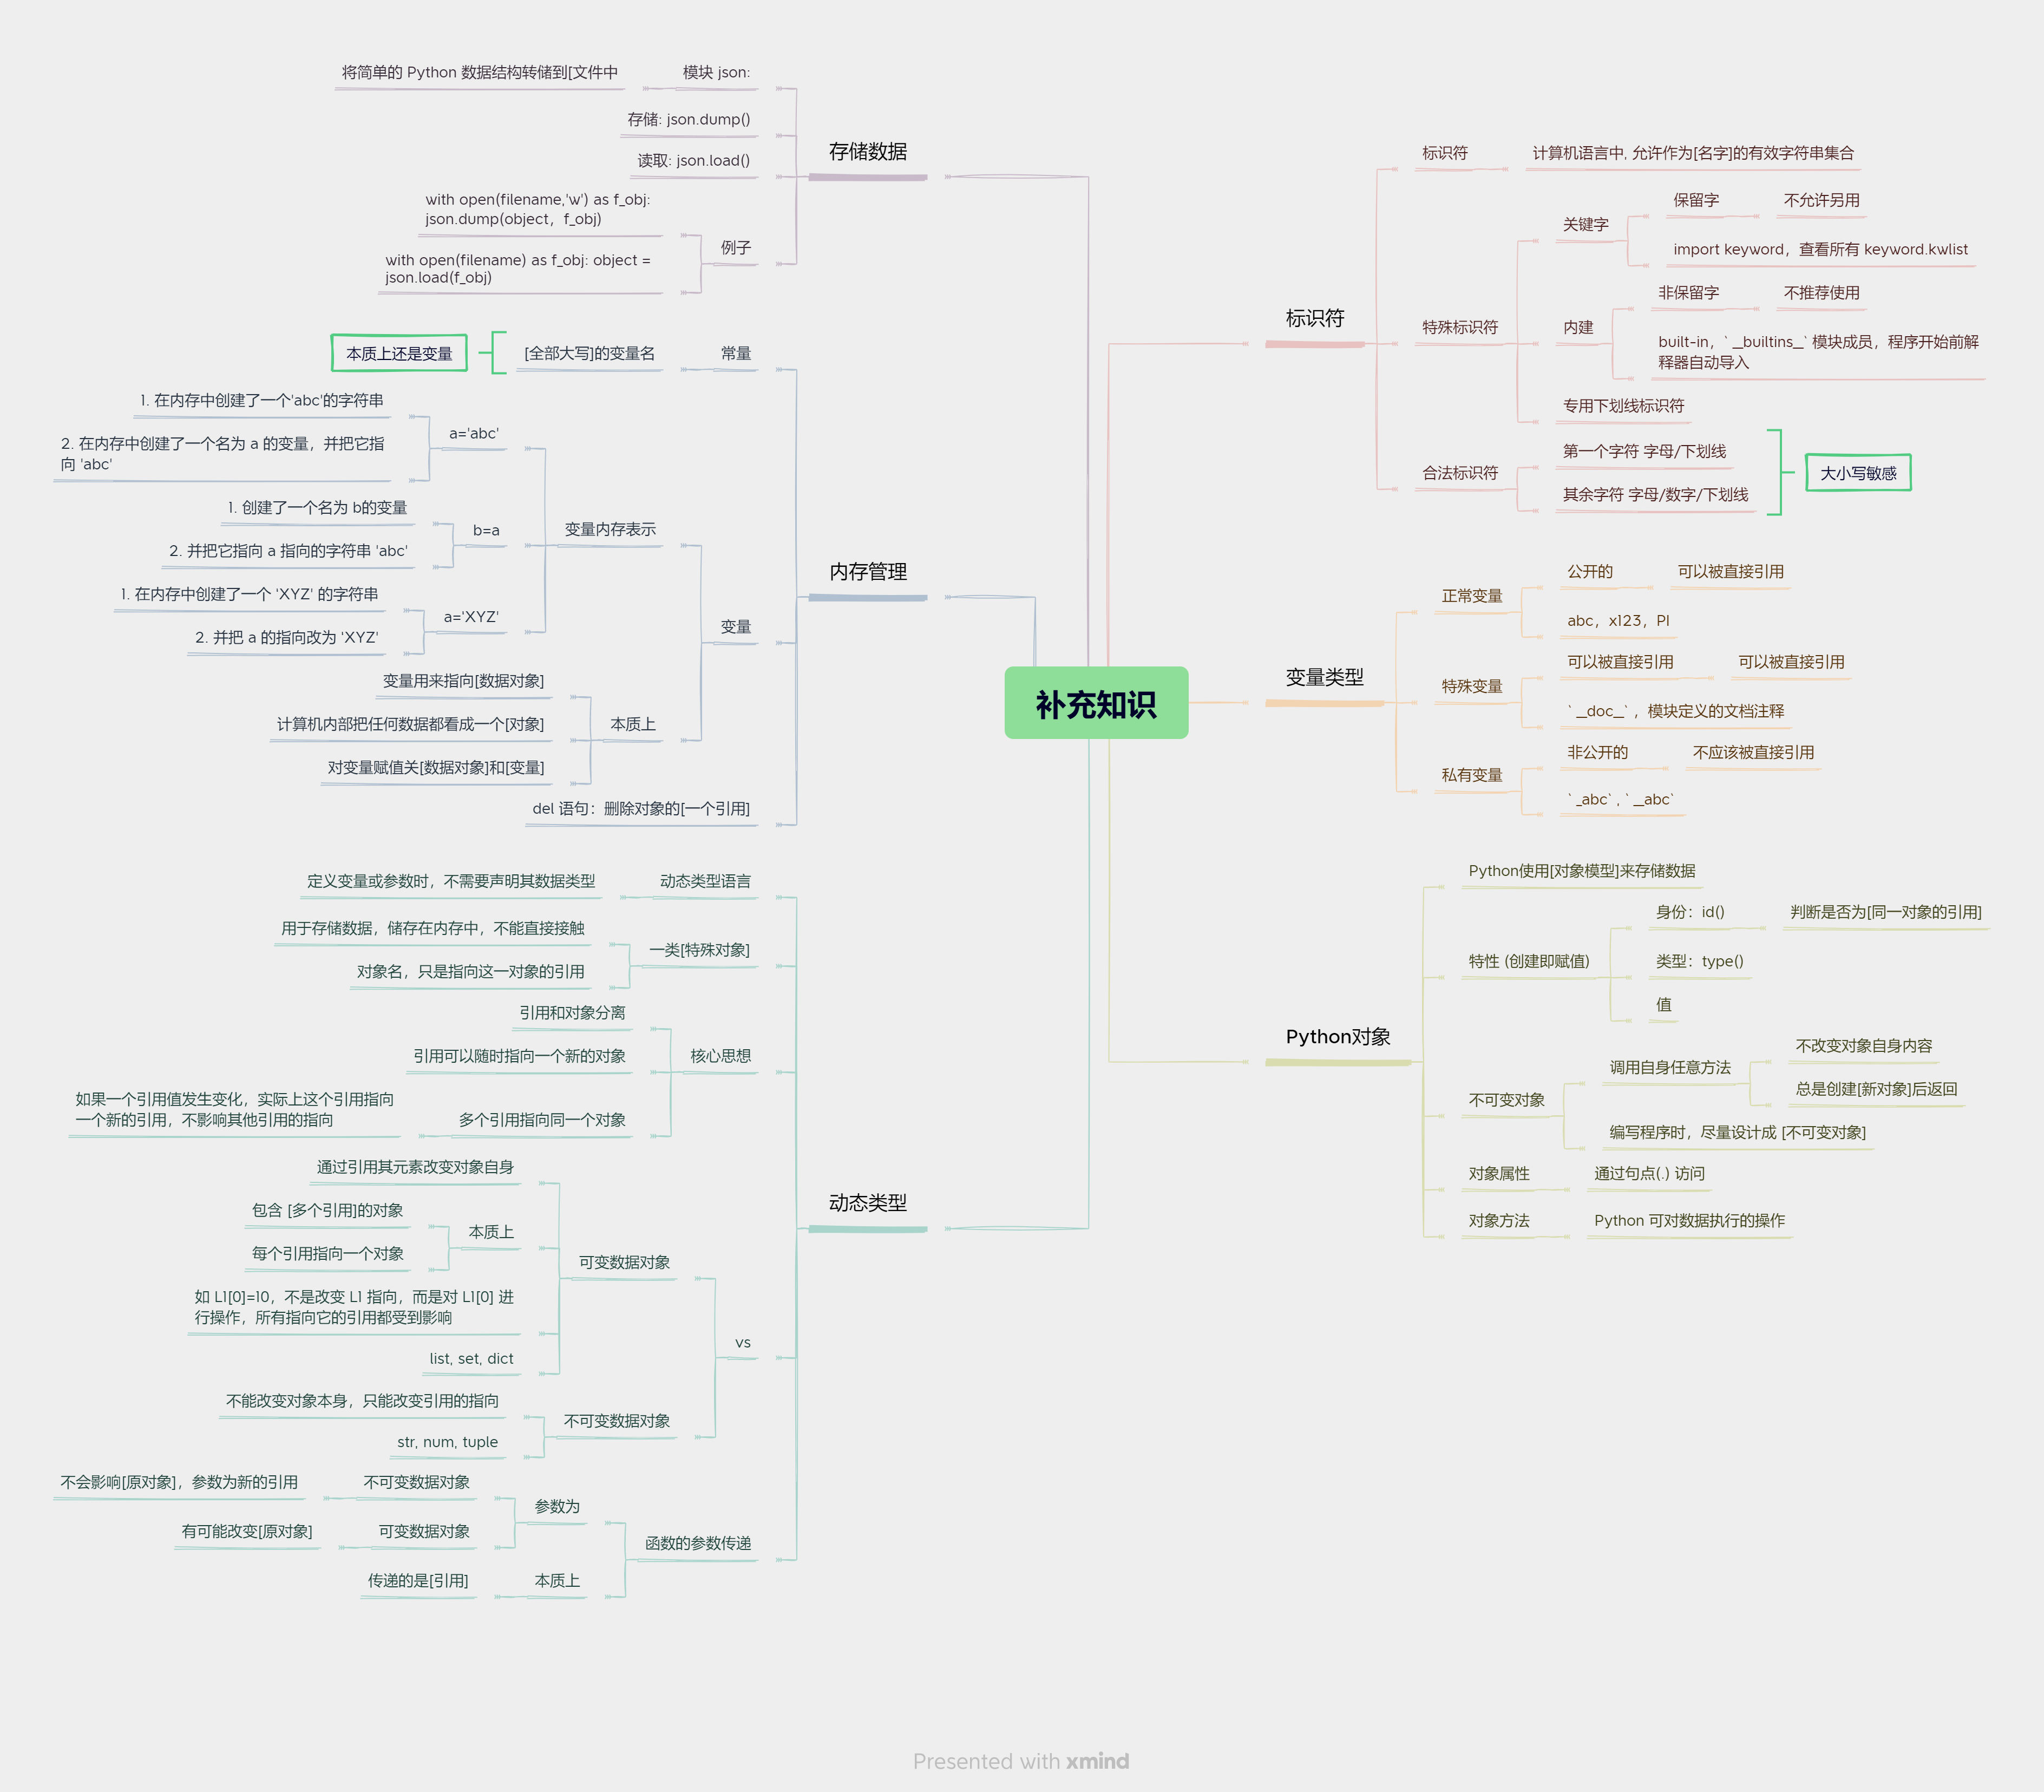 补充知识
标识符
标识符
计算机语言中, 允许作为[名字]的有效字符串集合
特殊标识符
关键字
保留字
不允许另用
import keyword，查看所有 keyword.kwlist
内建
非保留字
不推荐使用
built-in，` __builtins__` 模块成员，程序开始前解
释器自动导入
专用下划线标识符
合法标识符
第一个字符 字母/下划线
其余字符 字母/数字/下划线
大小写敏感
变量类型
正常变量
公开的
可以被直接引用
abc，x123，PI
特殊变量
可以被直接引用
可以被直接引用
` __doc__` ，模块定义的文档注释
私有变量
非公开的
不应该被直接引用
` _abc` , ` __abc`
Python对象
Python使用[对象模型]来存储数据
特性 (创建即赋值)
身份：id()
判断是否为[同一对象的引用]
类型：type()
值
不可变对象
调用自身任意方法
不改变对象自身内容
总是创建[新对象]后返回
编写程序时，尽量设计成 [不可变对象]
对象属性
通过句点(.) 访问
对象方法
Python 可对数据执行的操作
存储数据
模块 json:
将简单的 Python 数据结构转储到[文件中
存储: json.dump()
读取: json.load()
例子
with open(filename,'w') as f_obj:
json.dump(object，f_obj)
with open(filename) as f_obj: object =
json.load(f_obj)
内存管理
常量
[全部大写]的变量名
本质上还是变量
变量
变量内存表示
a='abc'
1. 在内存中创建了一个'abc'的字符串
2. 在内存中创建了一个名为 a 的变量，并把它指
向 'abc'
b=a
1. 创建了一个名为 b的变量
2. 并把它指向 a 指向的字符串 'abc'
a='XYZ'
1. 在内存中创建了一个 'XYZ' 的字符串
2. 并把 a 的指向改为 'XYZ'
本质上
变量用来指向[数据对象]
计算机内部把任何数据都看成一个[对象]
对变量赋值关[数据对象]和[变量]
del 语句：删除对象的[一个引用]
动态类型
动态类型语言
定义变量或参数时，不需要声明其数据类型
一类[特殊对象]
用于存储数据，储存在内存中，不能直接接触
对象名，只是指向这一对象的引用
核心思想
引用和对象分离
引用可以随时指向一个新的对象
多个引用指向同一个对象
如果一个引用值发生变化，实际上这个引用指向
一个新的引用，不影响其他引用的指向
vs
可变数据对象
通过引用其元素改变对象自身
本质上
包含 [多个引用]的对象
每个引用指向一个对象
如 L1[0]=10，不是改变 L1 指向，而是对 L1[0] 进
行操作，所有指向它的引用都受到影响
list, set, dict
不可变数据对象
不能改变对象本身，只能改变引用的指向
str, num, tuple
函数的参数传递
参数为
不可变数据对象
不会影响[原对象]，参数为新的引用
可变数据对象
有可能改变[原对象]
本质上
传递的是[引用]
Presented with xmind